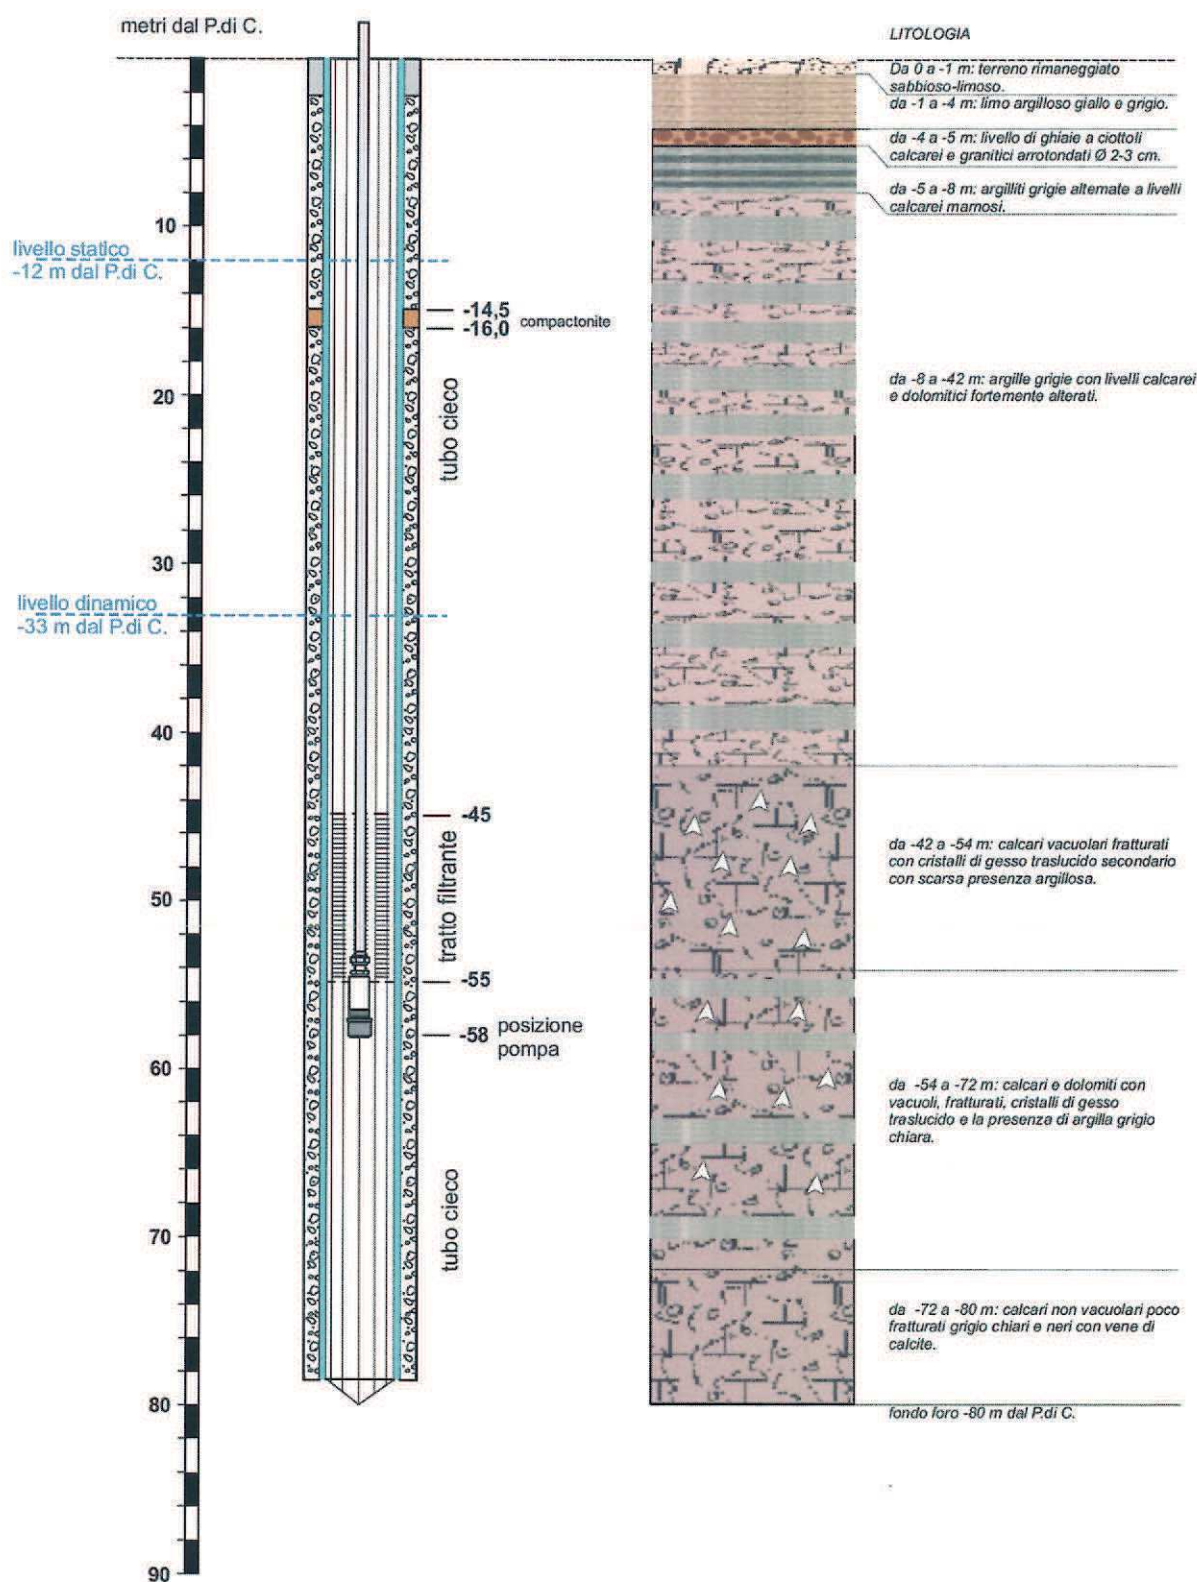 metri dal P.di C.
LITOLOGIA
Da 0 a -1 m: terreno rimaneggiato
sabbioso-limoso.
da -1 a -4 m: limo argilloso giallo e grigio.
da -4 a -5 m: livello di ghiaie a ciottoli
calcarei e granitici arrotondati Ø 2-3 cm.
da -5 a -8 m: argilliti grigie alternate a livelli
calcarei marnosi.
10
livello statico
-12 m dal P.di C.
-14,5
-16,0
compactonite
da -8 a -42 m: argille grigie con livelli calcarei
e dolomitici fortemente alterati.
20
tubo cieco
30
livello dinamico
-33 m dal P.di C.
40
-45
tratto filtrante
da -42 a -54 m: calcari vacuolari fratturati
con cristalli di gesso traslucido secondario
con scarsa presenza argillosa.
50
-55
-58
posizione
pompa
60
da -54 a -72 m: calcari e dolomiti con
vacuoli, fratturati, cristalli di gesso
traslucido e la presenza di argilla grigio
chiara.
tubo cieco
70
da -72 a -80 m: calcari non vacuolari poco
fratturati grigio chiari e neri con vene di
calcite.
80
fondo foro -80 m dal P.di C.
90